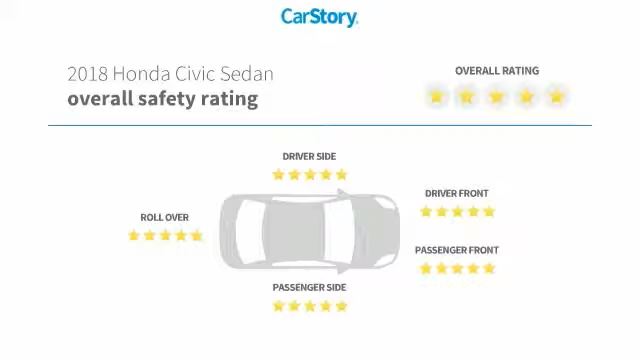 CarStory.
2018 Honda Civic Sedan
overall safety rating
OVERALL RATING
DRIVER SIDE
DRIVER FRONT
ROLL OVER
PASSENGER FRONT
PASSENGER SIDE